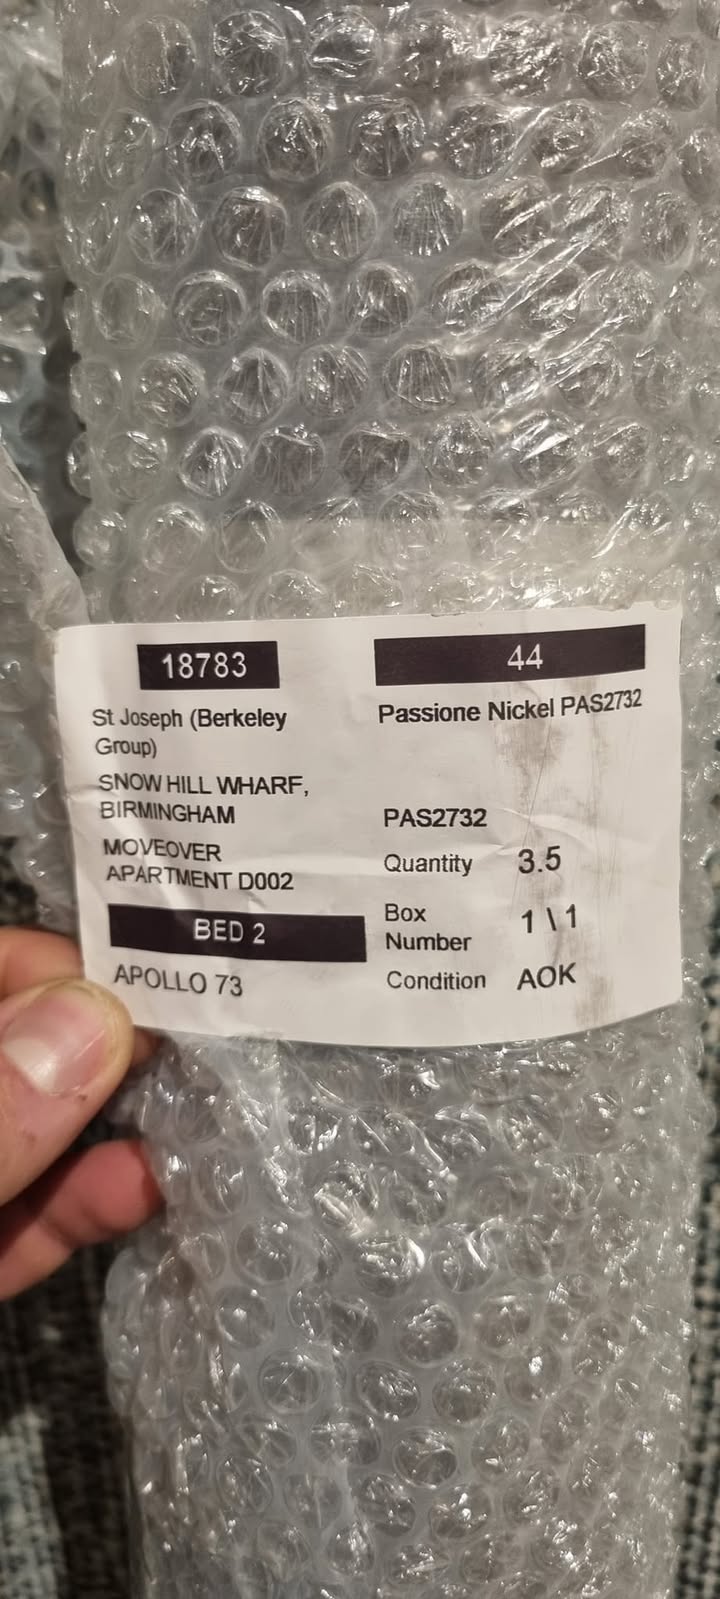 18783
St Joseph (Berkeley
Group)
SNOW HILL WHARF,
BIRMINGHAM
MOVEOVER
APARTMENT D002
BED 2
APOLLO 73
44
Passione Nickel PAS2732
PAS2732
Quantity 3.5
Box
Number 1 \ 1
Condition AOK